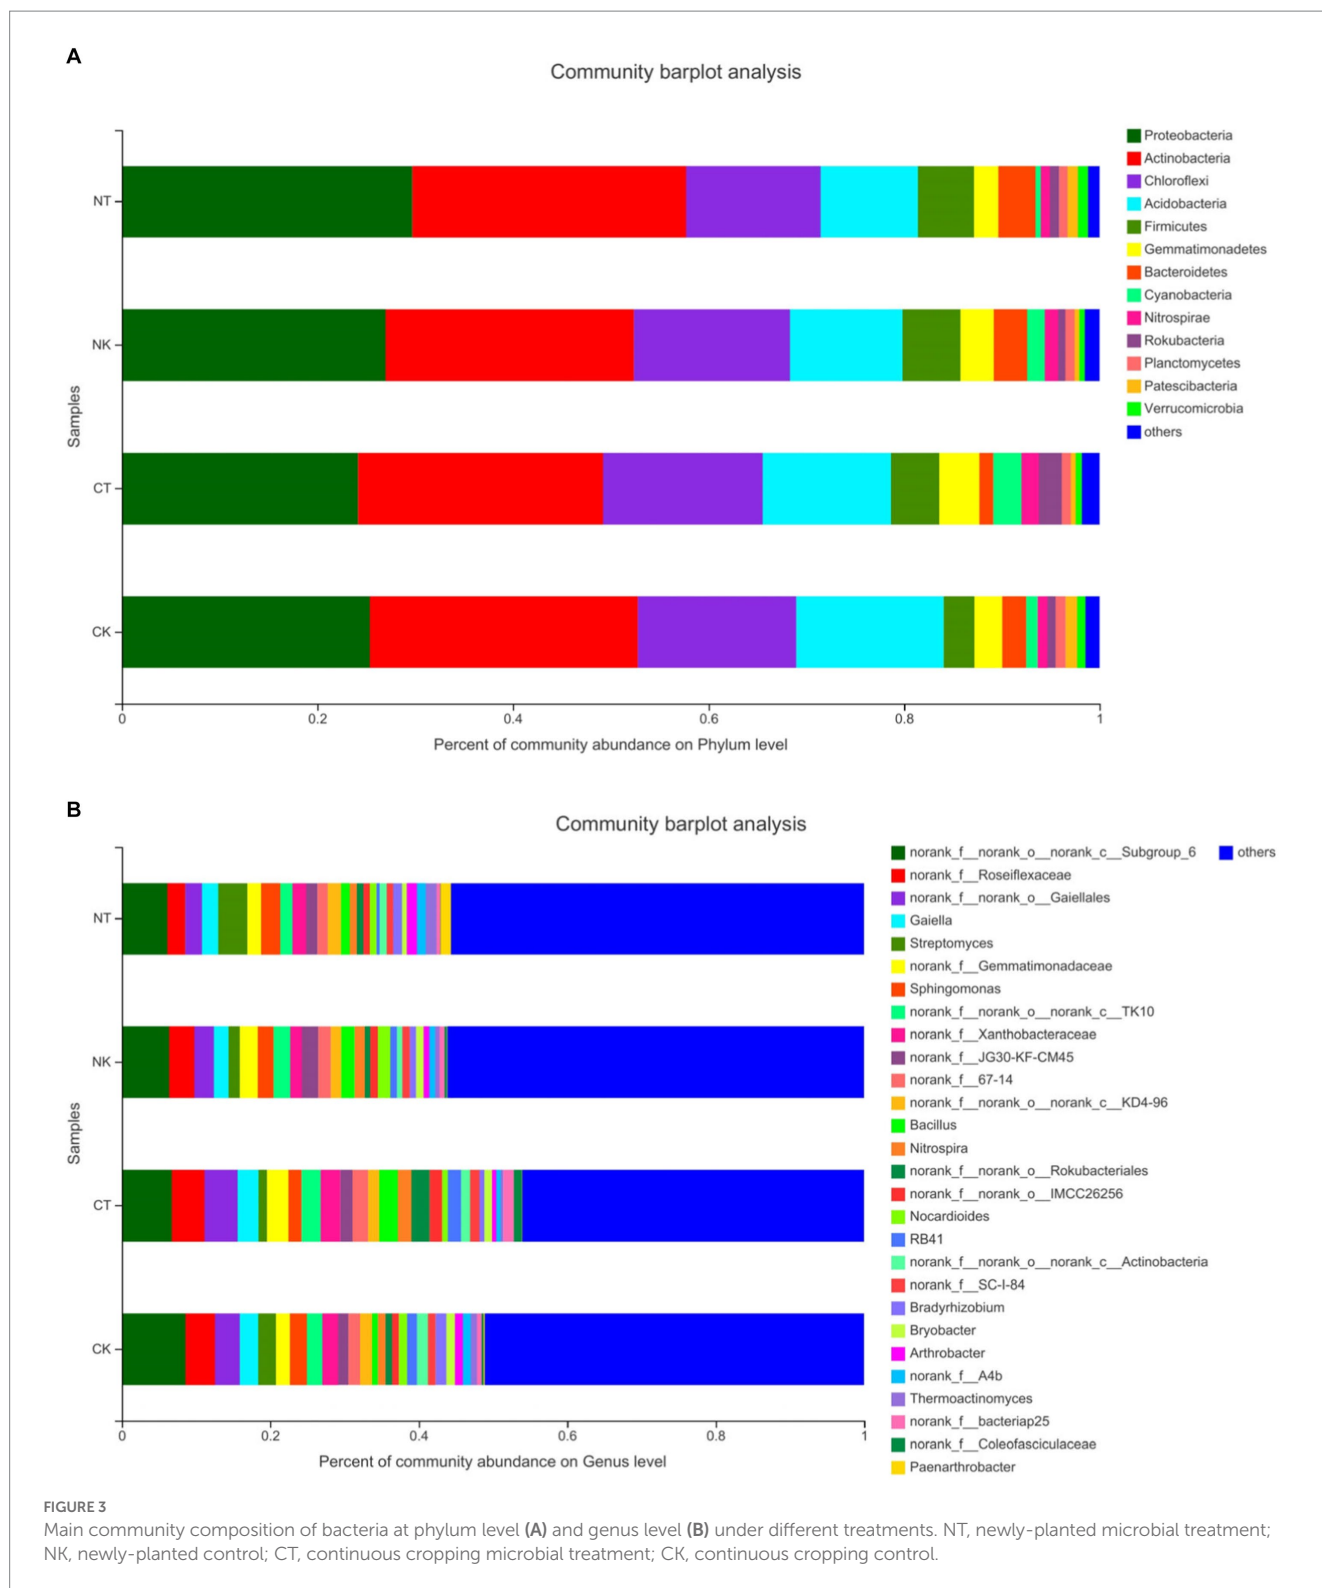 A
Community barplot analysis
Proteobacteria
Actinobacteria
Chloroflexi
Acidobacteria
Firmicutes
Gemmatimonadetes
Bacteroidetes
Cyanobacteria
Nitrospirae
Rokubacteria
Planctomycetes
Patescibacteria
Verrucomicrobia
others
NT
NK
CT
CK
Samples
0 0.2 0.4 0.6 0.8 1
Percent of community abundance on Phylum level
B
Community barplot analysis
norank_f__norank_o__norank_c__Subgroup_6 others
norank_f__Roseiflexaceae
norank_f__norank_o__Gaiellales
Gaiella
Streptomyces
norank_f__Gemmatimonadaceae
Sphingomonas
norank_f__norank_o__norank_c__TK10
norank_f__Xanthobacteraceae
norank_f__JG30-KF-CM45
norank_f__67-14
norank_f__norank_o__norank_c__KD4-96
Bacillus
Nitrospira
norank_f__norank_o__Rokubacteriales
norank_f__norank_o__IMCC26256
Nocardioides
RB41
norank_f__norank_o__norank_c__Actinobacteria
norank_f__SC-I-84
Bradyrhizobium
Bryobacter
Arthrobacter
norank_f__A4b
Thermoactinomyces
norank_f__bacteriap25
norank_f__Coleofasciculaceae
Paenarthrobacter
NT
NK
CT
CK
Samples
0 0.2 0.4 0.6 0.8 1
Percent of community abundance on Genus level
FIGURE 3
Main community composition of bacteria at phylum level (A) and genus level (B) under different treatments. NT, newly-planted microbial treatment;
NK, newly-planted control; CT, continuous cropping microbial treatment; CK, continuous cropping control.